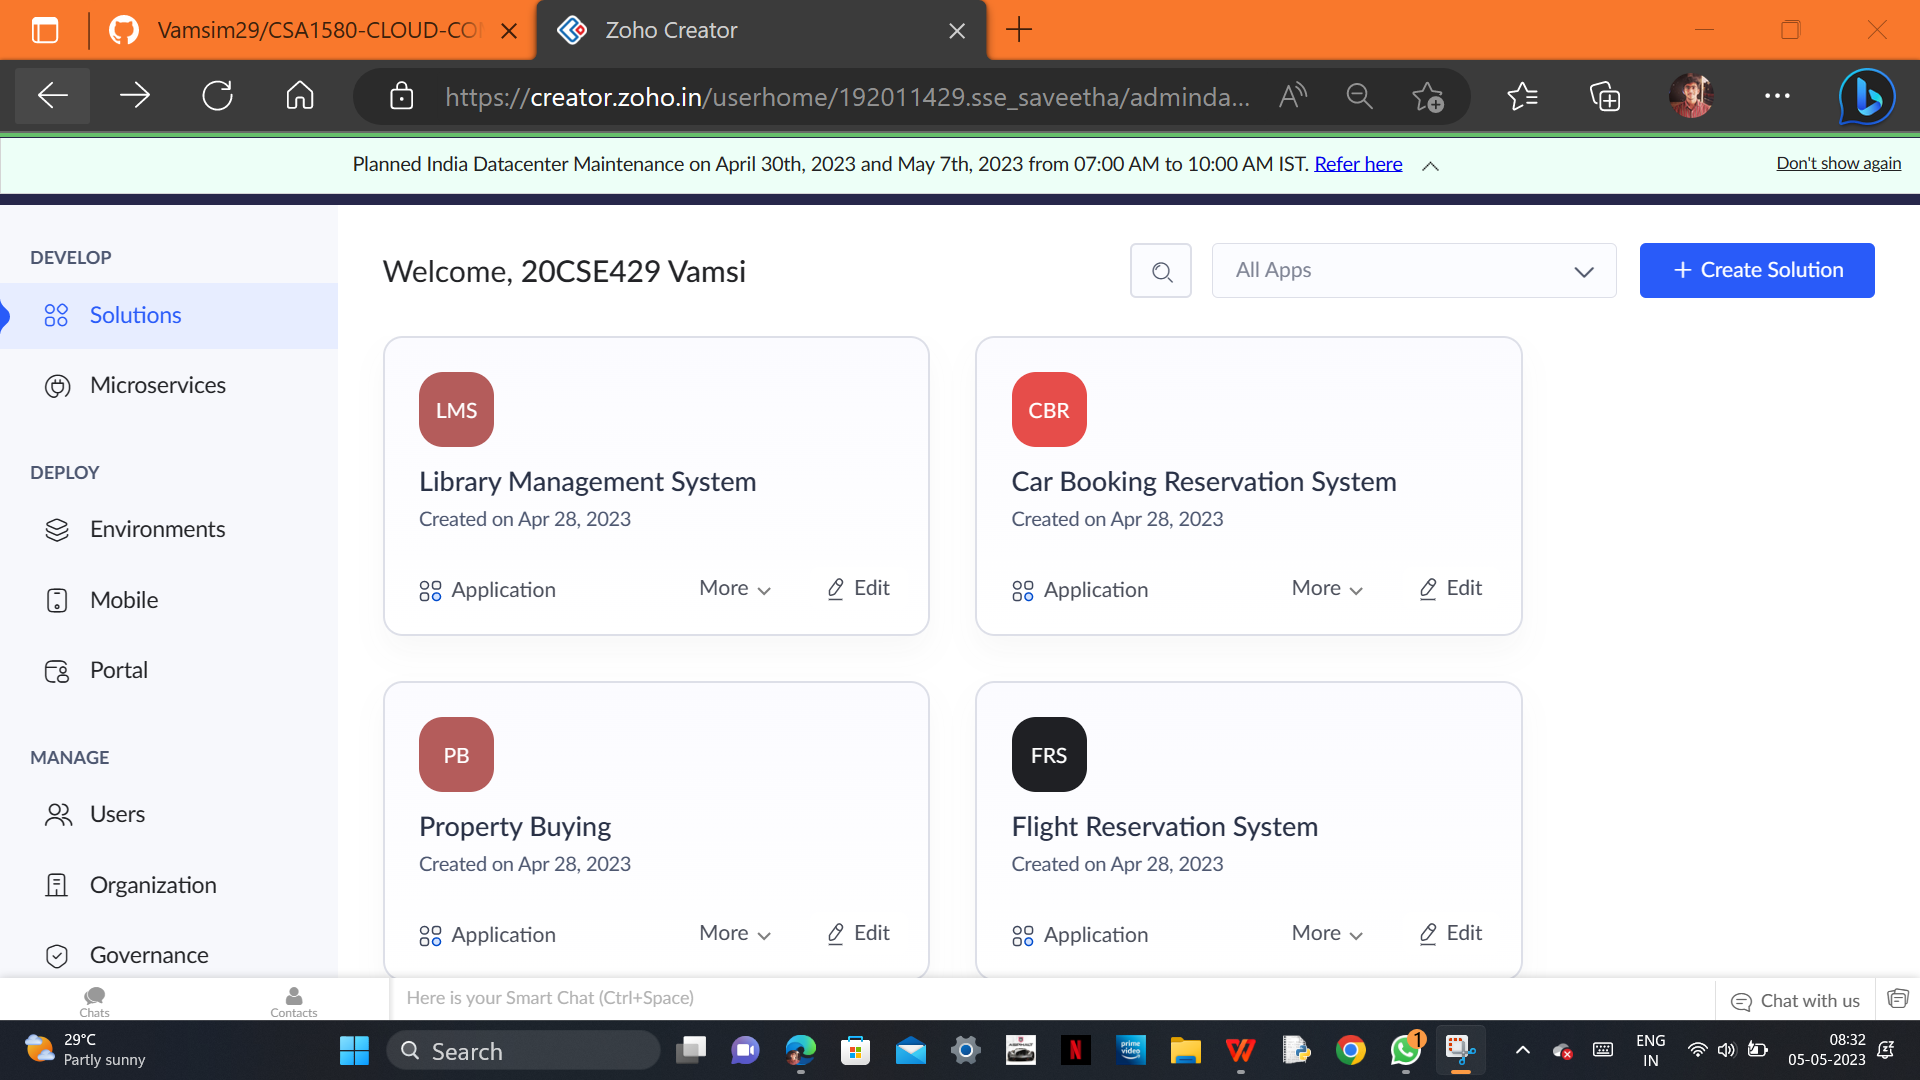 Vamsim29/CSA1580-CLOUD-CO
Zoho Creator
https://creator.zoho.in/userhome/192011429.sse_saveetha/adminda...
Planned India Datacenter Maintenance on April 30th, 2023 and May 7th, 2023 from 07:00 AM to 10:00 AM IST. Refer here
Don't show again
DEVELOP
Solutions
Microservices
DEPLOY
Environments
Mobile
Portal
MANAGE
Users
Organization
Governance
Welcome, 20CSE429 Vamsi
All Apps
+ Create Solution
LMS
Library Management System
Created on Apr 28, 2023
Application More Edit
CBR
Car Booking Reservation System
Created on Apr 28, 2023
Application More Edit
PB
Property Buying
Created on Apr 28, 2023
Application More Edit
FRS
Flight Reservation System
Created on Apr 28, 2023
Application More Edit
Chats
Contacts
Here is your Smart Chat (Ctrl+Space)
Chat with us
29°C
Partly sunny
Search
prime video
1
ENG
IN
08:32
05-05-2023